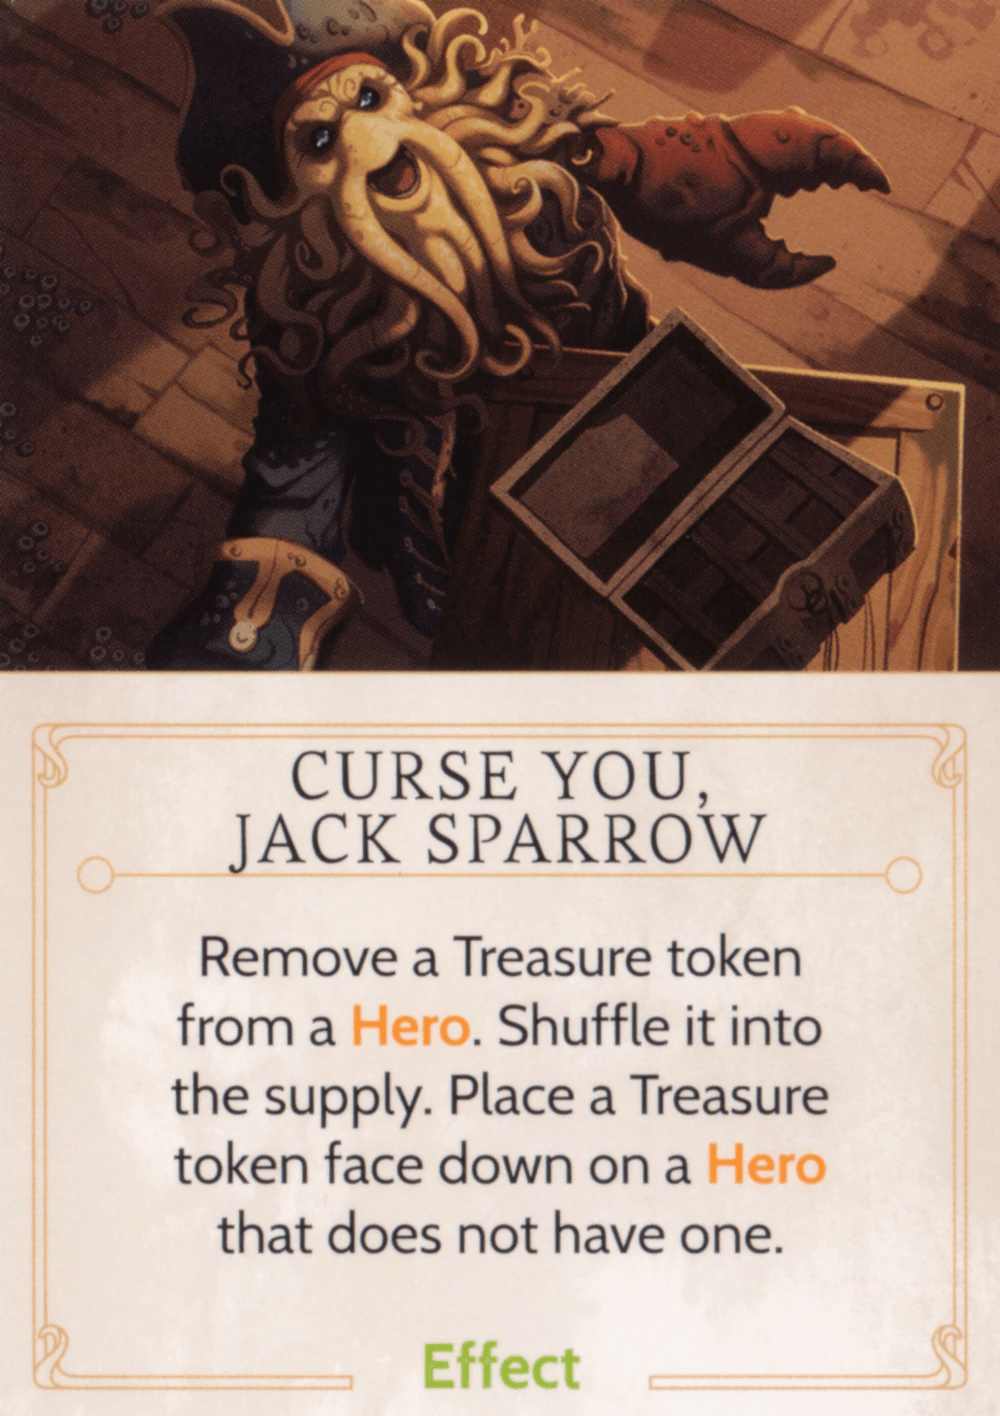 CURSE YOU,
JACK SPARROW
Remove a Treasure token
from a Hero. Shuffle it into
the supply. Place a Treasure
token face down on a Hero
that does not have one.
Effect